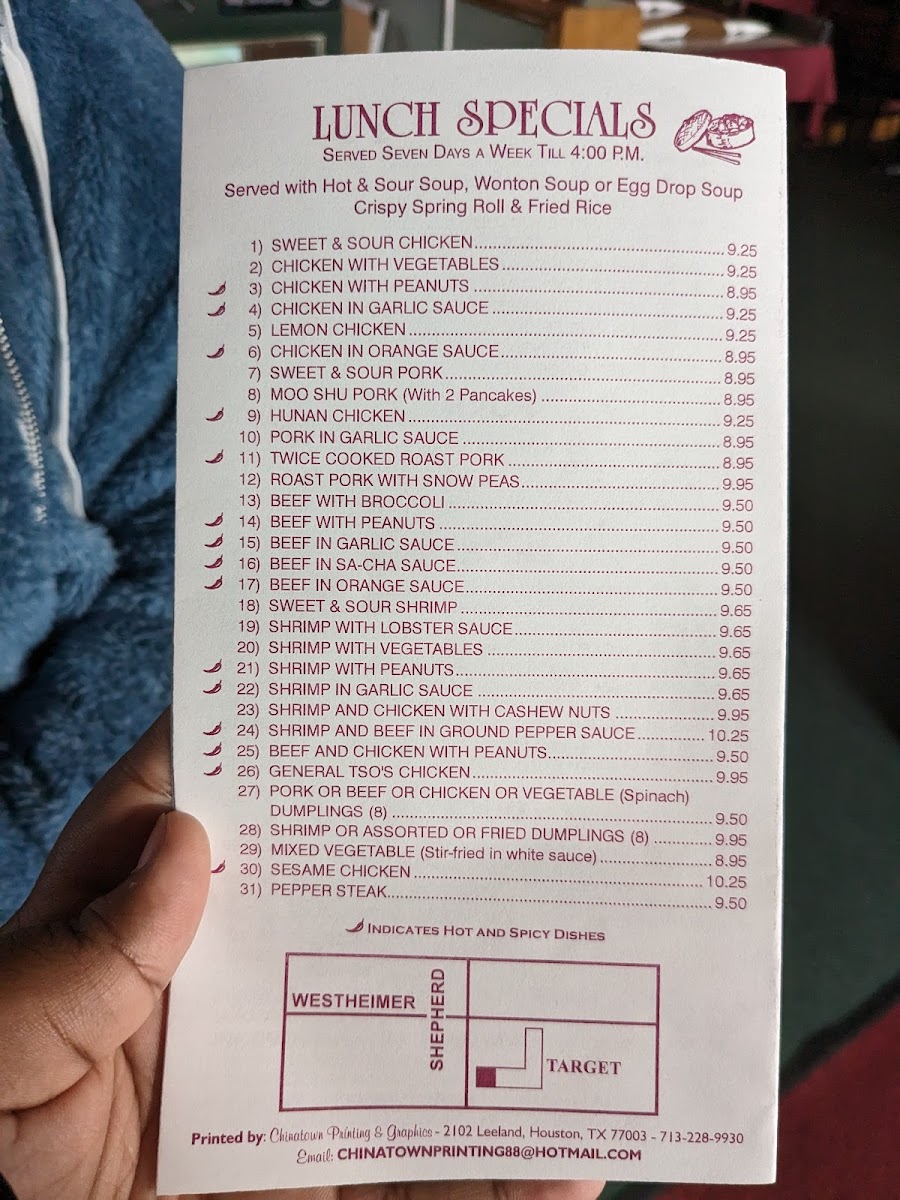 LUNCH SPECIALS
SERVED SEVEN DAYS A WEEK TILL 4:00 P.M.
Served with Hot & Sour Soup, Wonton Soup or Egg Drop Soup
Crispy Spring Roll & Fried Rice
1) SWEET & SOUR CHICKEN 9.25
2) CHICKEN WITH VEGETABLES 9.25
3) CHICKEN WITH PEANUTS 8.95
4) CHICKEN IN GARLIC SAUCE 9.25
5) LEMON CHICKEN 9.25
6) CHICKEN IN ORANGE SAUCE 8.95
7) SWEET & SOUR PORK 8.95
8) MOO SHU PORK (With 2 Pancakes) 8.95
9) HUNAN CHICKEN 9.25
10) PORK IN GARLIC SAUCE 8.95
11) TWICE COOKED ROAST PORK 8.95
12) ROAST PORK WITH SNOW PEAS 9.95
13) BEEF WITH BROCCOLI 9.50
14) BEEF WITH PEANUTS 9.50
15) BEEF IN GARLIC SAUCE 9.50
16) BEEF IN SA-CHA SAUCE 9.50
17) BEEF IN ORANGE SAUCE 9.50
18) SWEET & SOUR SHRIMP 9.65
19) SHRIMP WITH LOBSTER SAUCE 9.65
20) SHRIMP WITH VEGETABLES 9.65
21) SHRIMP WITH PEANUTS 9.65
22) SHRIMP IN GARLIC SAUCE 9.65
23) SHRIMP AND CHICKEN WITH CASHEW NUTS 9.95
24) SHRIMP AND BEEF IN GROUND PEPPER SAUCE 10.25
25) BEEF AND CHICKEN WITH PEANUTS 9.50
26) GENERAL TSO'S CHICKEN 9.95
27) PORK OR BEEF OR CHICKEN OR VEGETABLE (Spinach)
DUMPLINGS (8) 9.50
28) SHRIMP OR ASSORTED OR FRIED DUMPLINGS (8) 9.95
29) MIXED VEGETABLE (Stir-fried in white sauce) 8.95
30) SESAME CHICKEN 10.25
31) PEPPER STEAK 9.50
INDICATES HOT AND SPICY DISHES
WESTHEIMER
SHEPHERD
TARGET
Printed by: Chinatown Printing & Graphics - 2102 Leeland, Houston, TX 77003 - 713-228-9930
Email: CHINATOWNPRINTING88@HOTMAIL.COM